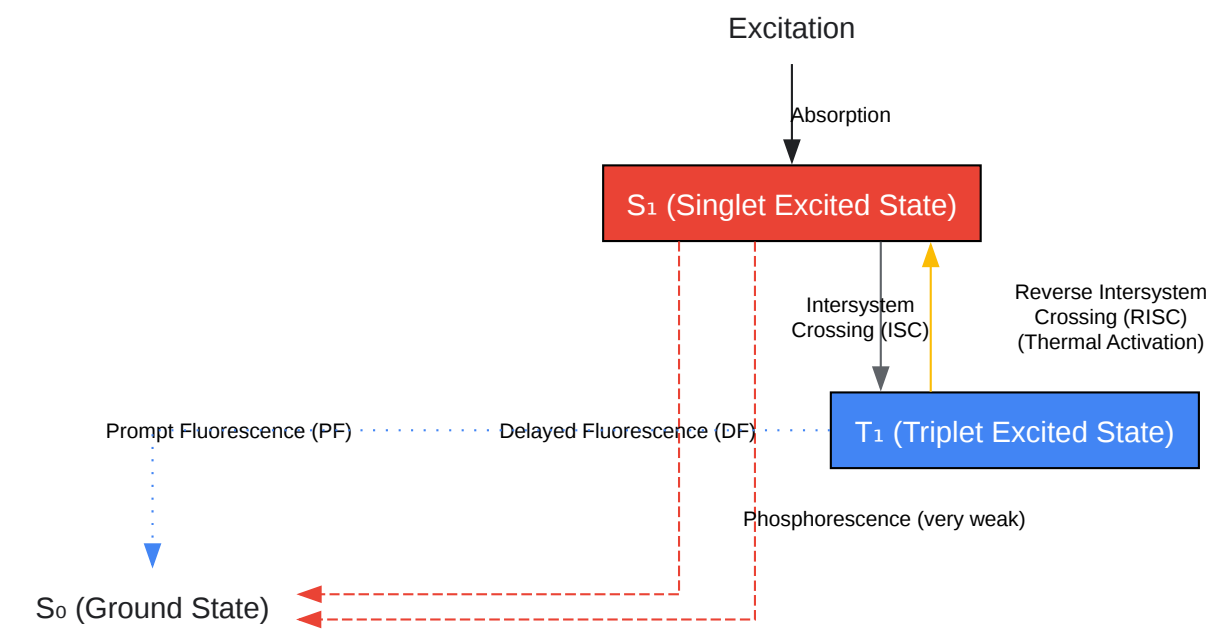 Excitation
Absorption
S₁ (Singlet Excited State)
Intersystem
Crossing (ISC)
Reverse Intersystem
Crossing (RISC)
(Thermal Activation)
Prompt Fluorescence (PF)
Delayed Fluorescence (DF)
T₁ (Triplet Excited State)
Phosphorescence (very weak)
S₀ (Ground State)